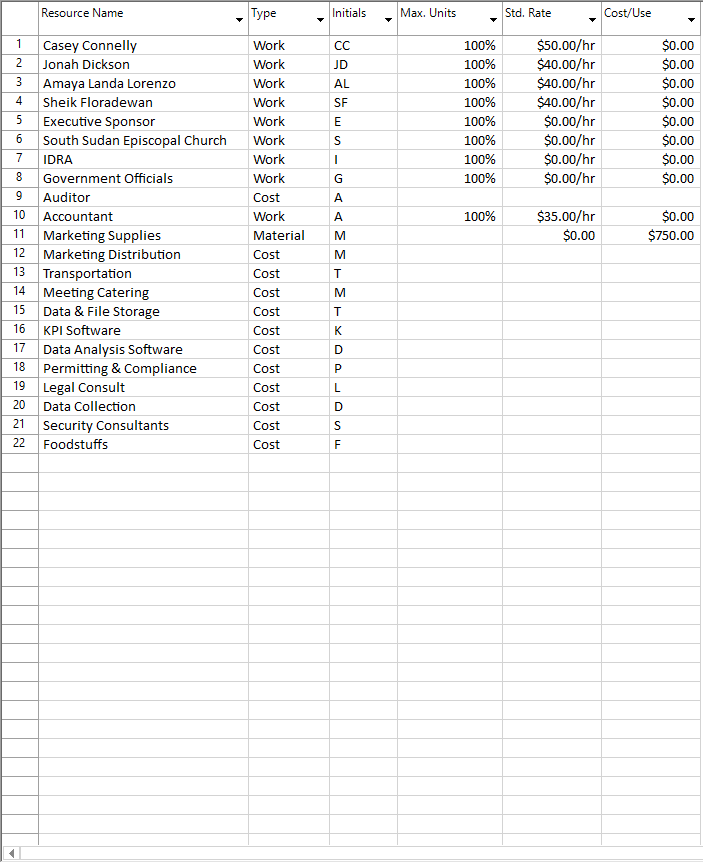 Resource Name Type Initials Max. Units Std. Rate Cost/Use
1 Casey Connelly Work CC 100% $50.00/hr $0.00
2 Jonah Dickson Work JD 100% $40.00/hr $0.00
3 Amaya Landa Lorenzo Work AL 100% $40.00/hr $0.00
4 Sheik Floradewan Work SF 100% $40.00/hr $0.00
5 Executive Sponsor Work E 100% $0.00/hr $0.00
6 South Sudan Episcopal Church Work S 100% $0.00/hr $0.00
7 IDRA Work I 100% $0.00/hr $0.00
8 Government Officials Work G 100% $0.00/hr $0.00
9 Auditor Cost A
10 Accountant Work A 100% $35.00/hr $0.00
11 Marketing Supplies Material M $0.00 $750.00
12 Marketing Distribution Cost M
13 Transportation Cost T
14 Meeting Catering Cost M
15 Data & File Storage Cost T
16 KPI Software Cost K
17 Data Analysis Software Cost D
18 Permitting & Compliance Cost P
19 Legal Consult Cost L
20 Data Collection Cost D
21 Security Consultants Cost S
22 Foodstuffs Cost F